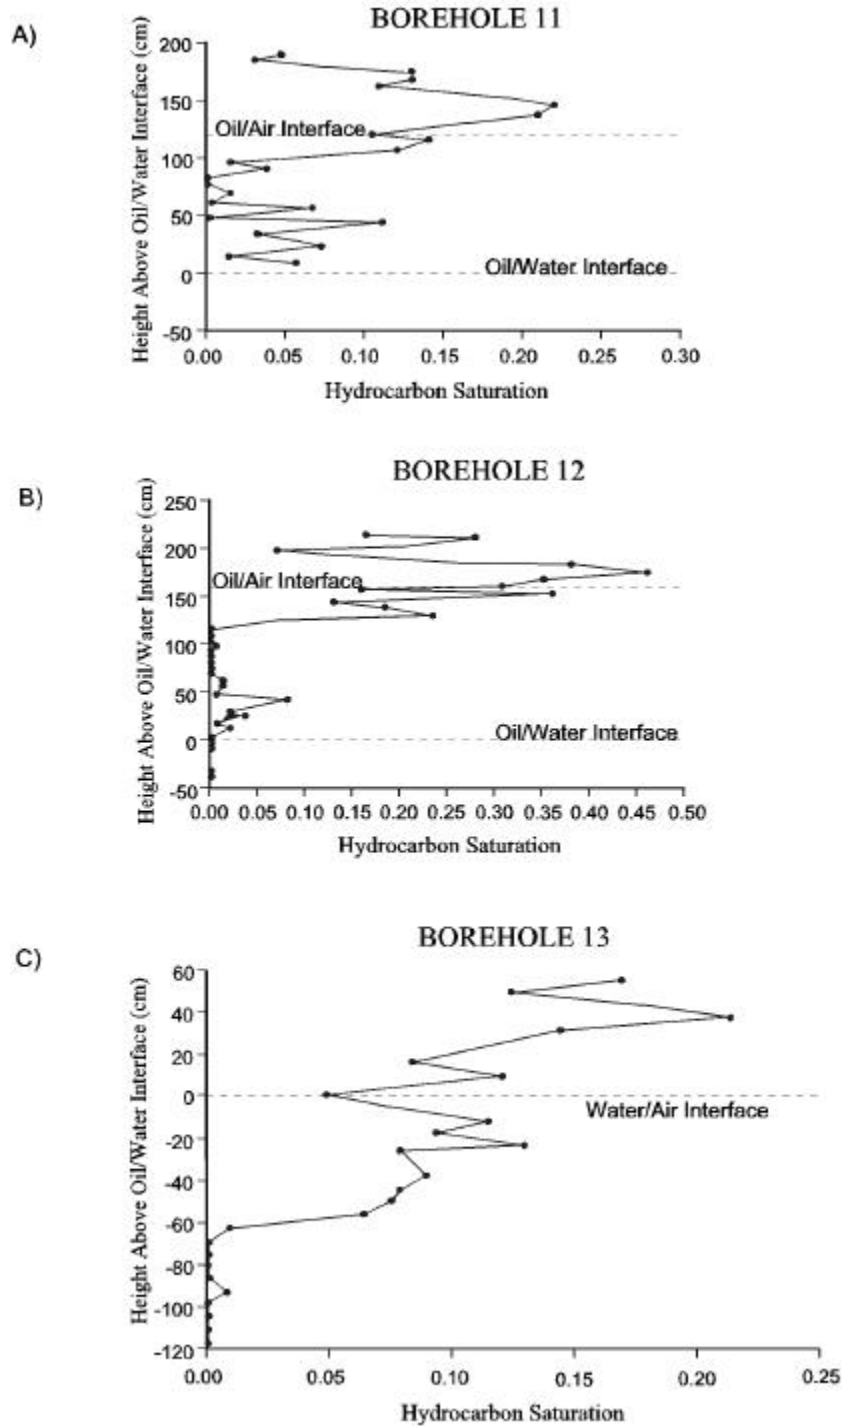 A)
BOREHOLE 11
Height Above Oil/Water Interface (cm)
200
150
100
50
0
-50
Oil/Air Interface
Oil/Water Interface
0.00 0.05 0.10 0.15 0.20 0.25 0.30
Hydrocarbon Saturation
B)
BOREHOLE 12
Height Above Oil/Water Interface (cm)
250
200
150
100
50
0
-50
Oil/Air Interface
Oil/Water Interface
0.00 0.05 0.10 0.15 0.20 0.25 0.30 0.35 0.40 0.45 0.50
Hydrocarbon Saturation
C)
BOREHOLE 13
Height Above Oil/Water Interface (cm)
60
40
20
0
-20
-40
-60
-80
-100
-120
Water/Air Interface
0.00 0.05 0.10 0.15 0.20 0.25
Hydrocarbon Saturation